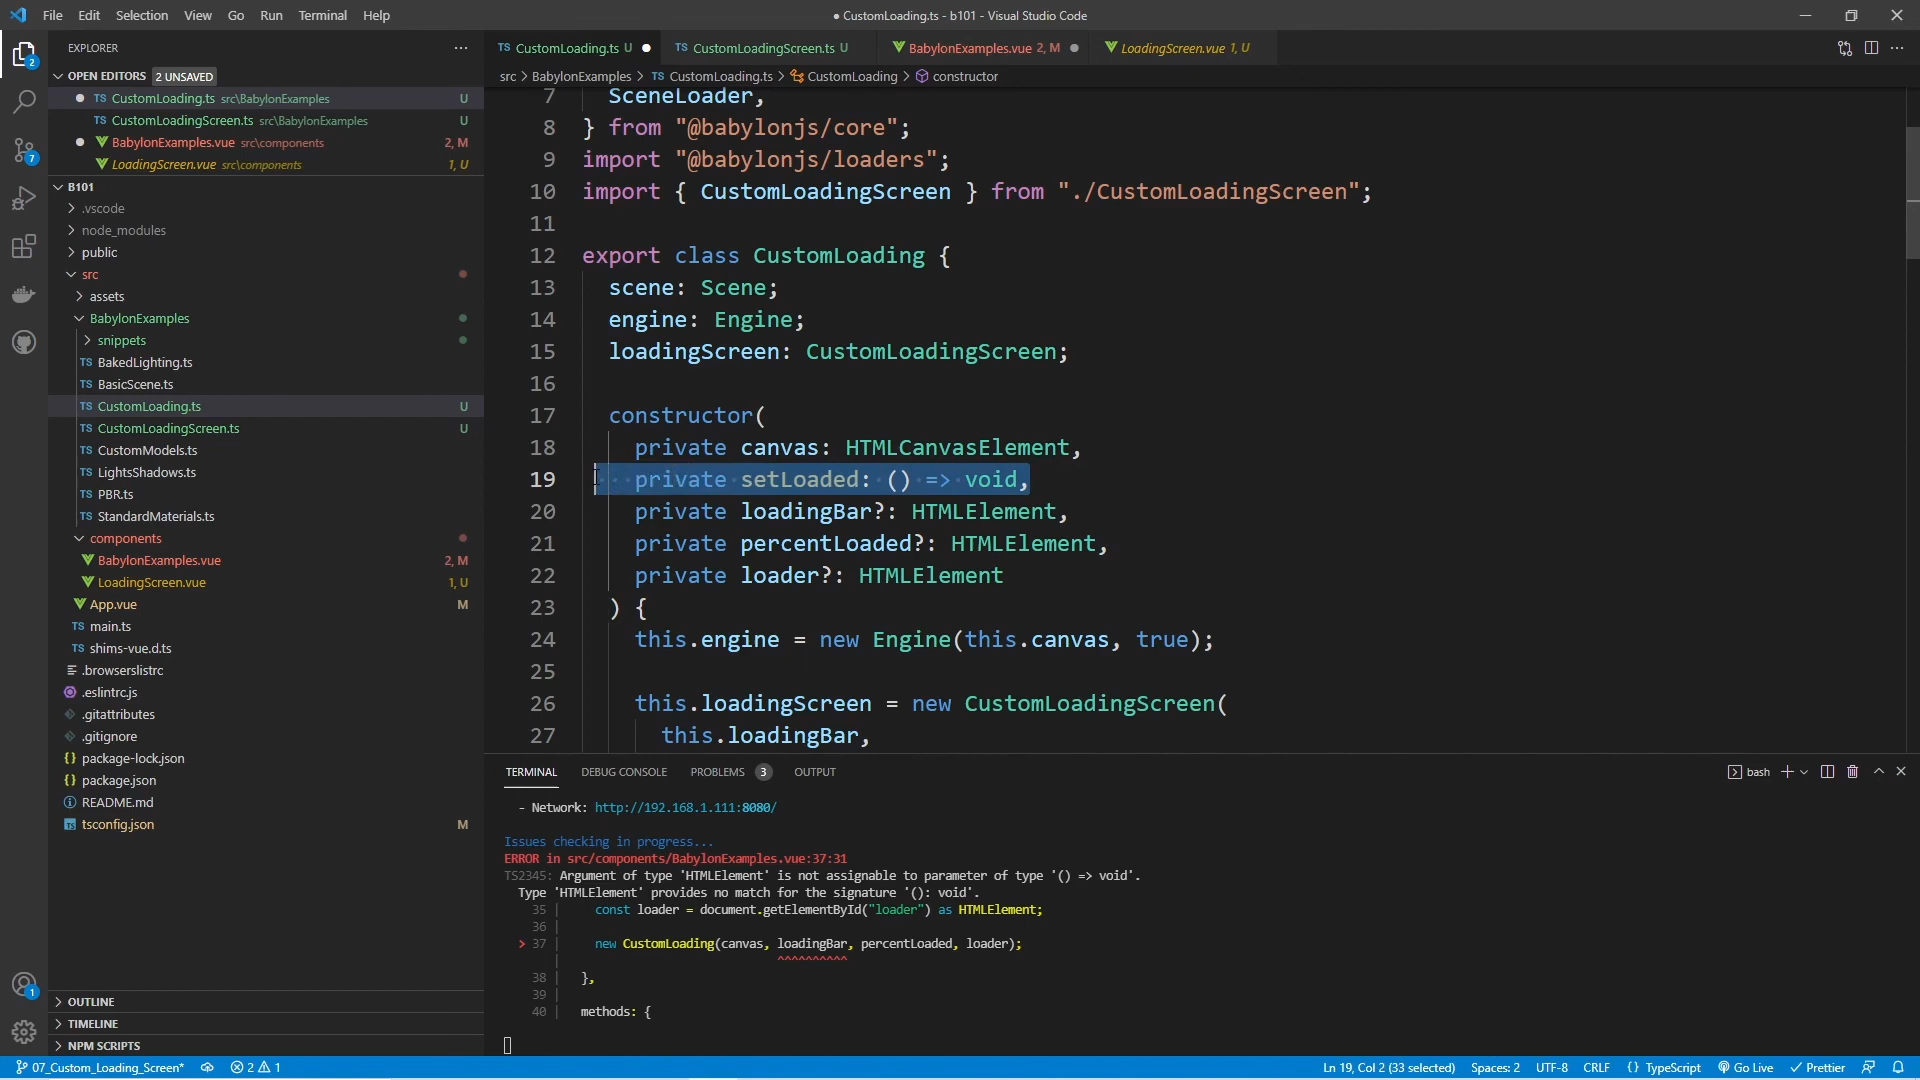 File Edit Selection View Go Run Terminal Help
● CustomLoading.ts - b101 - Visual Studio Code
EXPLORER
OPEN EDITORS 2 UNSAVED
TS CustomLoading.ts src\BabylonExamples U
TS CustomLoadingScreen.ts src\BabylonExamples U
BabylonExamples.vue src\components 2, M
LoadingScreen.vue src\components 1, U
B101
.vscode
node_modules
public
src
assets
BabylonExamples
snippets
TS BakedLighting.ts
TS BasicScene.ts
TS CustomLoading.ts U
TS CustomLoadingScreen.ts U
TS CustomModels.ts
TS LightsShadows.ts
TS PBR.ts
TS StandardMaterials.ts
components
BabylonExamples.vue 2, M
LoadingScreen.vue 1, U
App.vue M
TS main.ts
TS shims-vue.d.ts
.browserslistrc
.eslintrc.js
.gitattributes
.gitignore
{} package-lock.json
{} package.json
README.md
tsconfig.json M
OUTLINE
TIMELINE
NPM SCRIPTS
2
7
1
TS CustomLoading.ts U ● TS CustomLoadingScreen.ts U BabylonExamples.vue 2, M ● LoadingScreen.vue 1, U
src > BabylonExamples > TS CustomLoading.ts > CustomLoading > constructor
7 SceneLoader,
8 } from "@babylonjs/core";
9 import "@babylonjs/loaders";
10 import { CustomLoadingScreen } from "./CustomLoadingScreen";
11
12 export class CustomLoading {
13 scene: Scene;
14 engine: Engine;
15 loadingScreen: CustomLoadingScreen;
16
17 constructor(
18 private canvas: HTMLCanvasElement,
19 private setLoaded: () => void,
20 private loadingBar?: HTMLElement,
21 private percentLoaded?: HTMLElement,
22 private loader?: HTMLElement
23 ) {
24 this.engine = new Engine(this.canvas, true);
25
26 this.loadingScreen = new CustomLoadingScreen(
27 this.loadingBar,
TERMINAL DEBUG CONSOLE PROBLEMS 3 OUTPUT
bash
- Network: http://192.168.1.111:8080/
Issues checking in progress...
ERROR in src/components/BabylonExamples.vue:37:31
TS2345: Argument of type 'HTMLElement' is not assignable to parameter of type '() => void'.
Type 'HTMLElement' provides no match for the signature '(): void'.
35 | const loader = document.getElementById("loader") as HTMLElement;
36 |
> 37 | new CustomLoading(canvas, loadingBar, percentLoaded, loader);
| ^^^^^^^^^^
38 | },
39 |
40 | methods: {
07_Custom_Loading_Screen* 2 1
Ln 19, Col 2 (33 selected) Spaces: 2 UTF-8 CRLF {} TypeScript Go Live Prettier